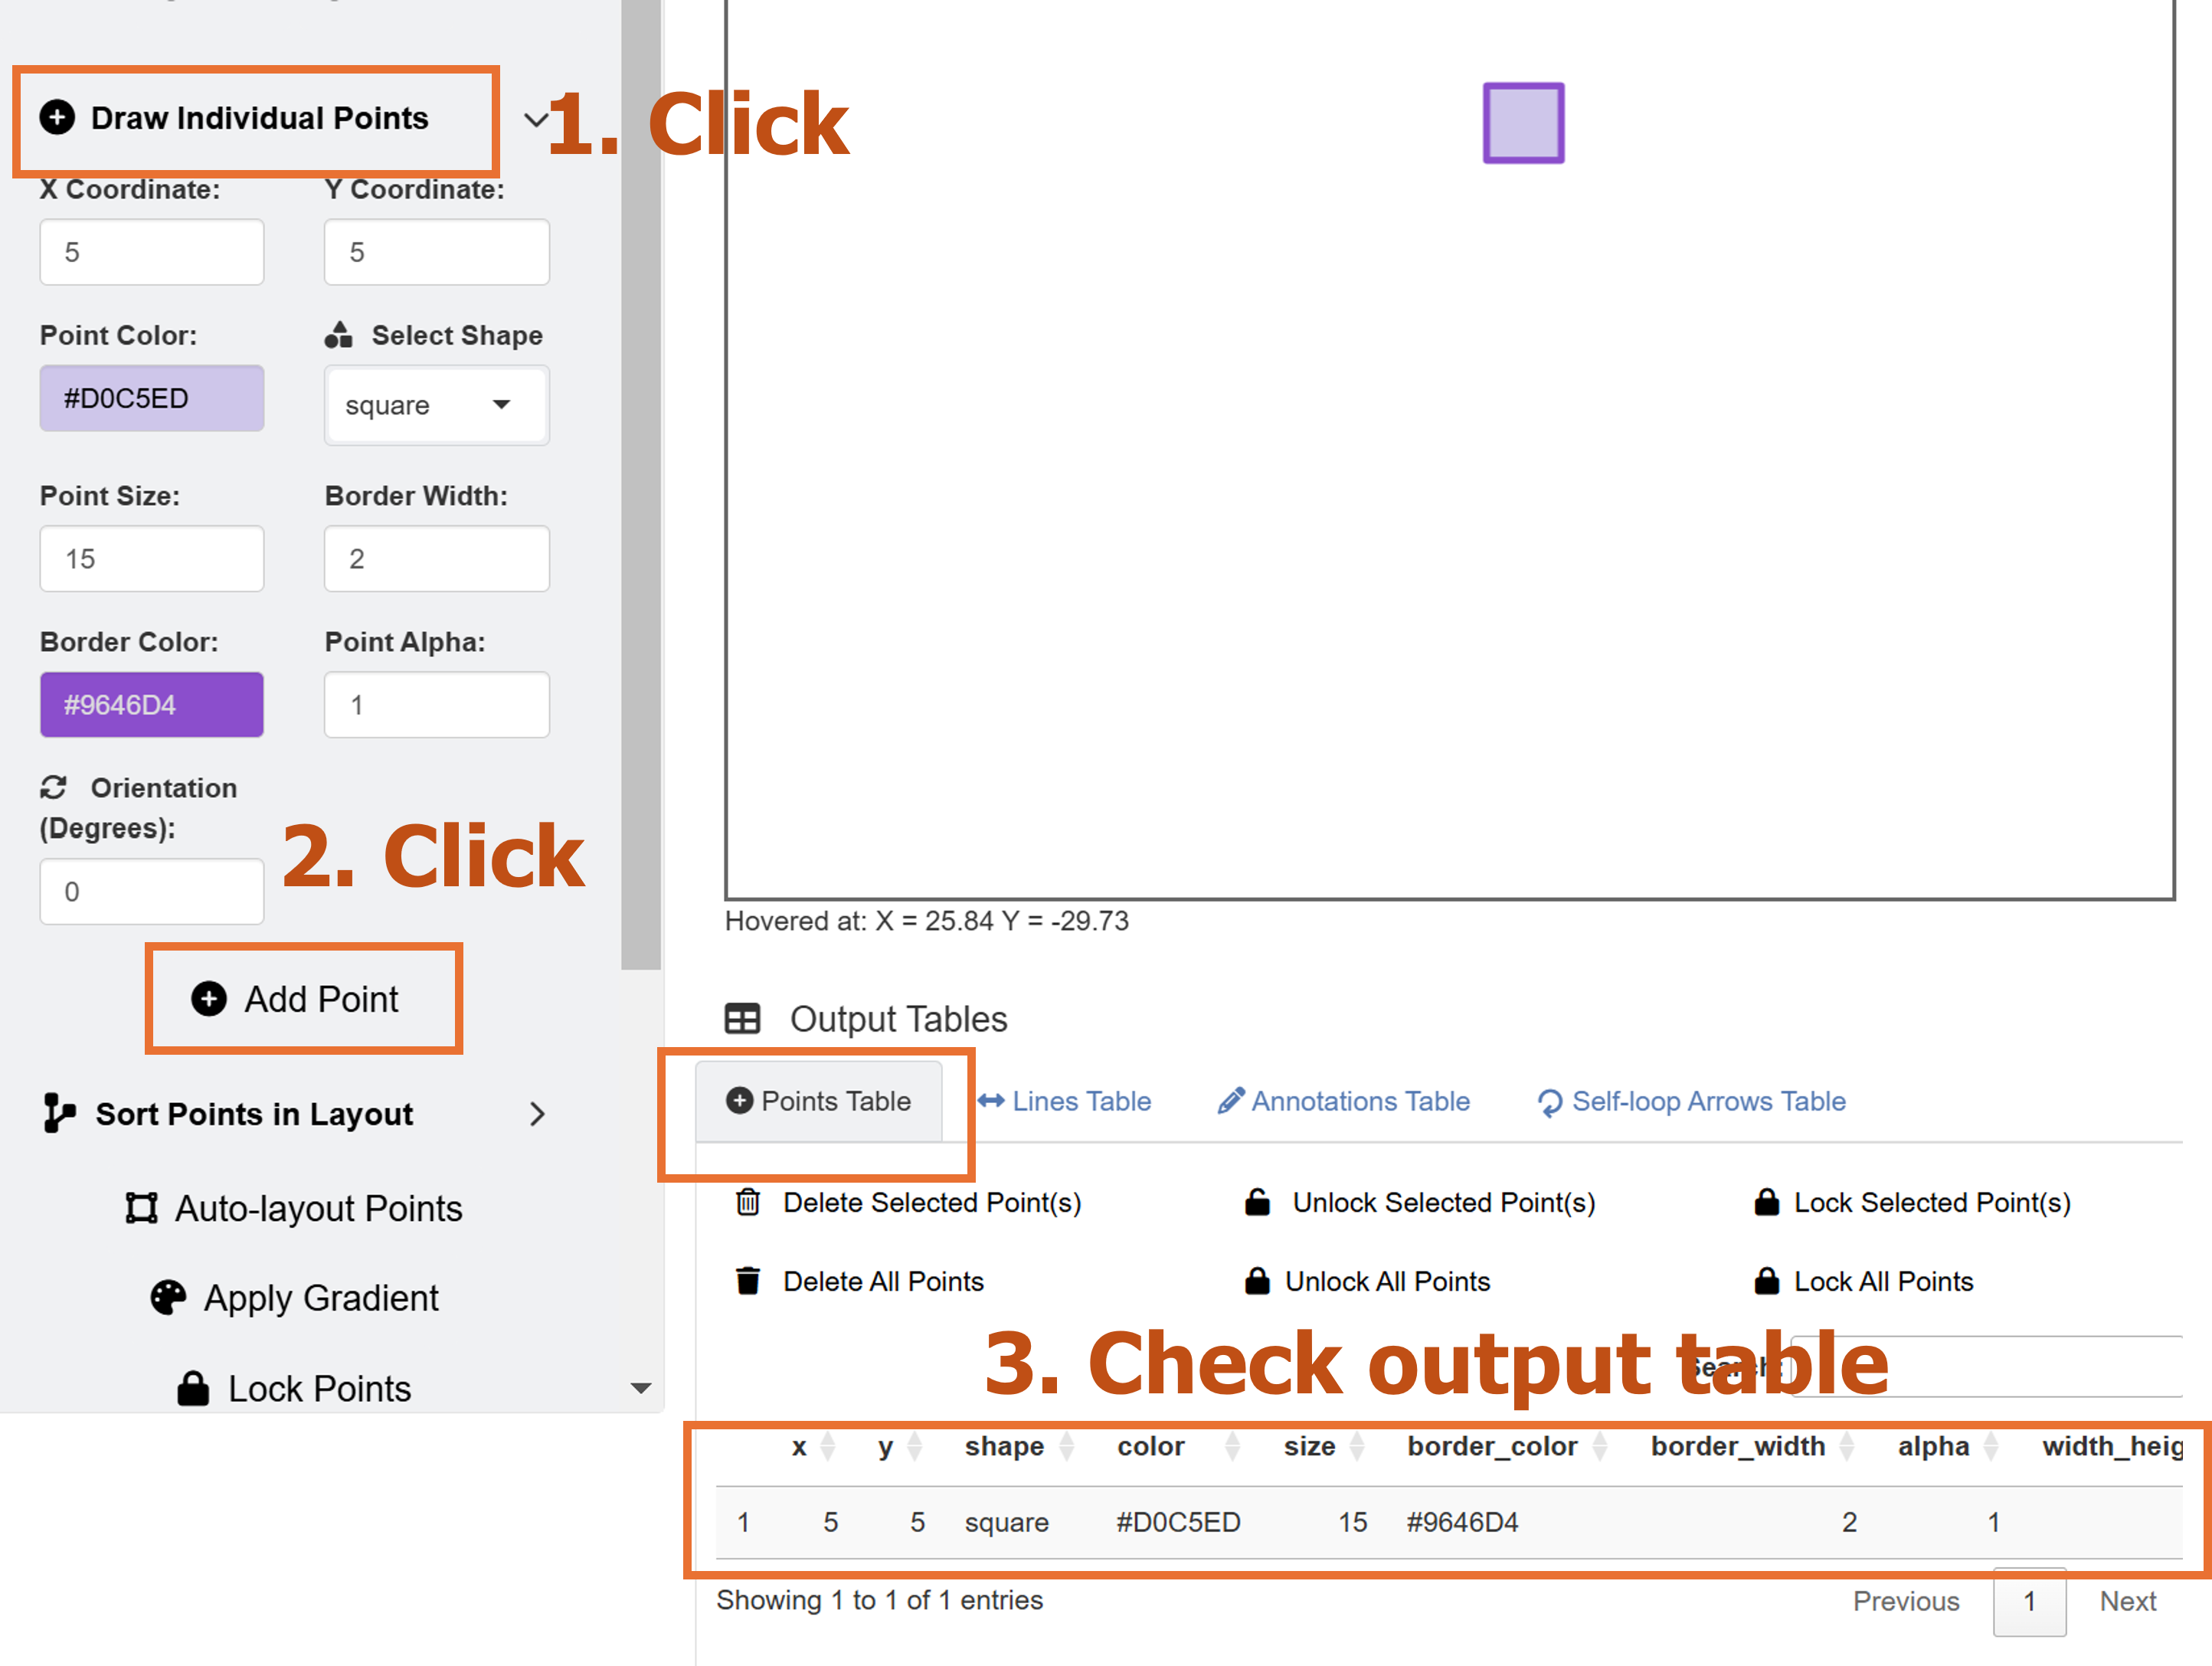 Draw Individual Points
1. Click
X Coordinate: Y Coordinate:
5 5
Point Color: Select Shape
#D0C5ED square
Point Size: Border Width:
15 2
Border Color: Point Alpha:
#9646D4 1
Orientation
(Degrees):
0
2. Click
Add Point
Sort Points in Layout
Auto-layout Points
Apply Gradient
Lock Points
Hovered at: X = 25.84 Y = -29.73
Output Tables
Points Table Lines Table Annotations Table Self-loop Arrows Table
Delete Selected Point(s) Unlock Selected Point(s) Lock Selected Point(s)
Delete All Points Unlock All Points Lock All Points
3. Check output table
Search:
x y shape color size border_color border_width alpha width_heig
1 5 5 square #D0C5ED 15 #9646D4 2 1
Showing 1 to 1 of 1 entries
Previous 1 Next